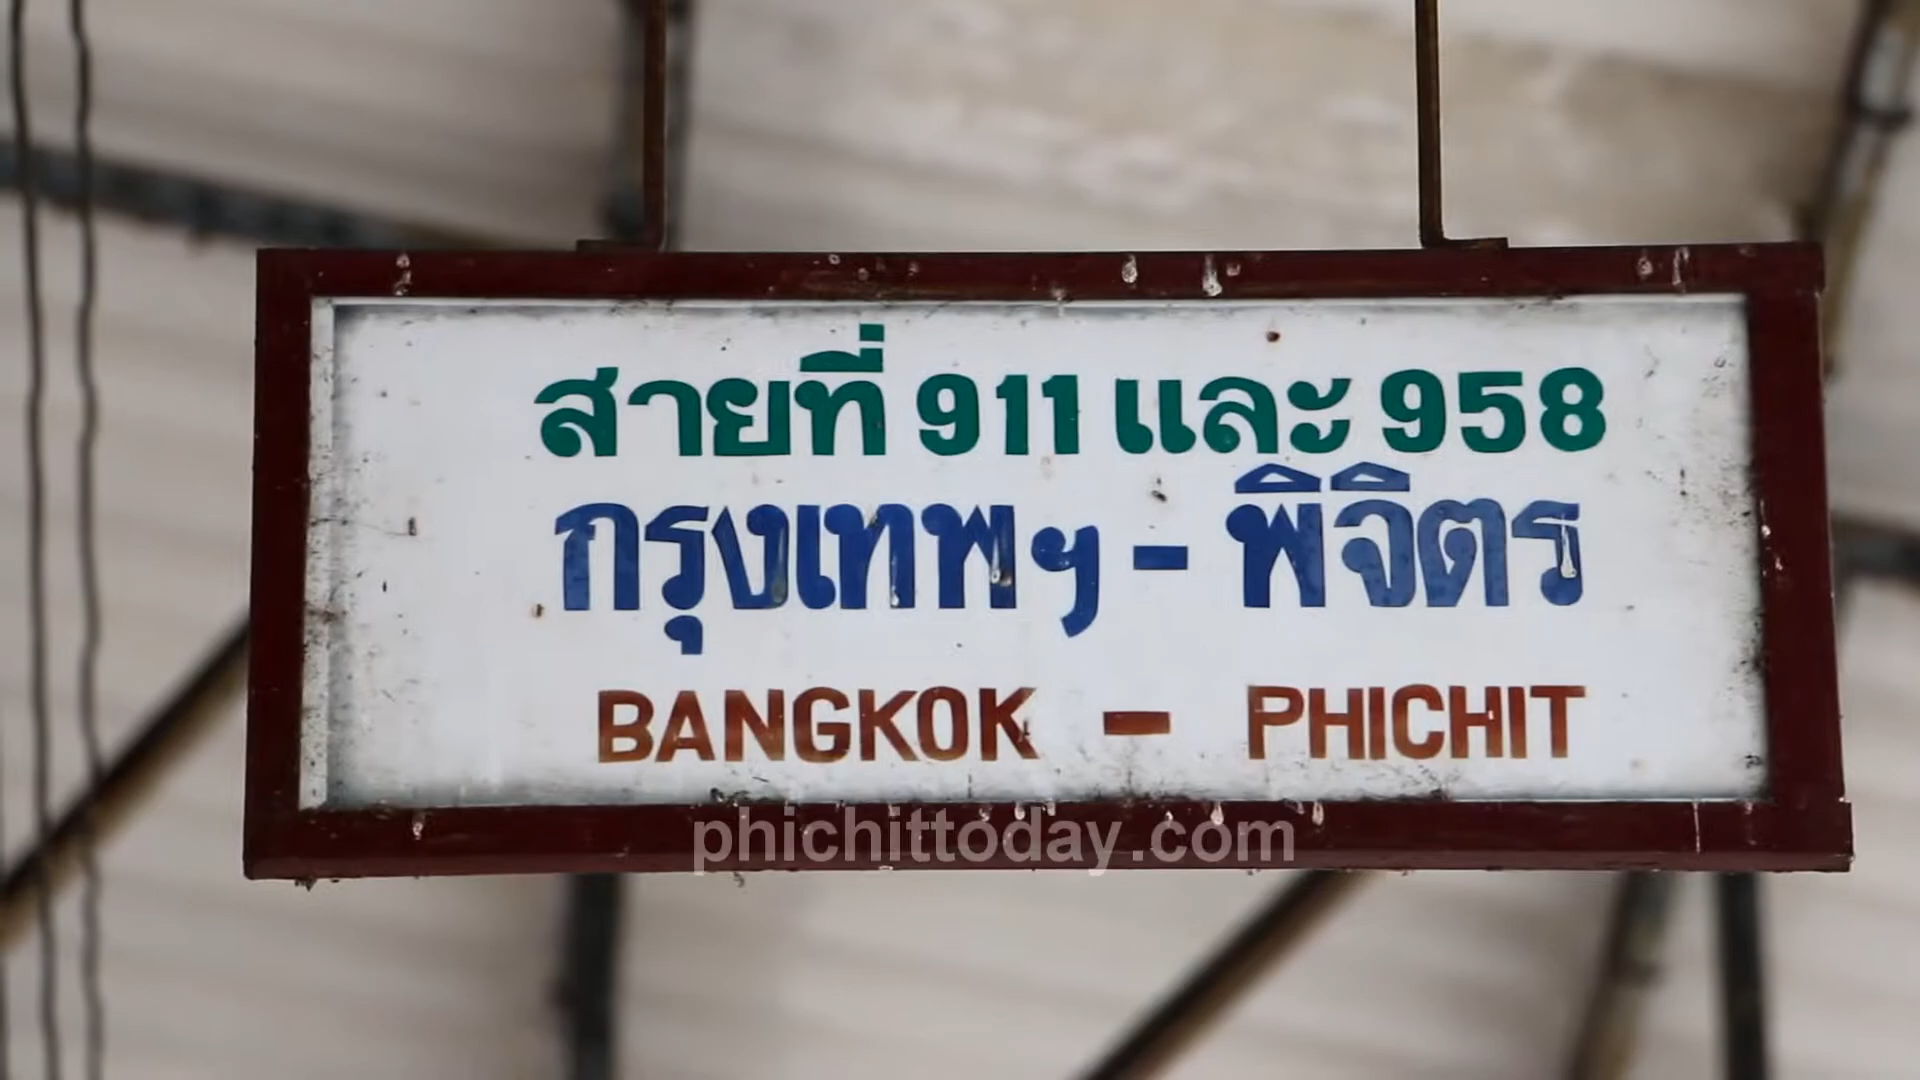 สายที่ 911 และ 958
กรุงเทพฯ - พิจิตร
BANGKOK - PHICHIT
phichittoday.com